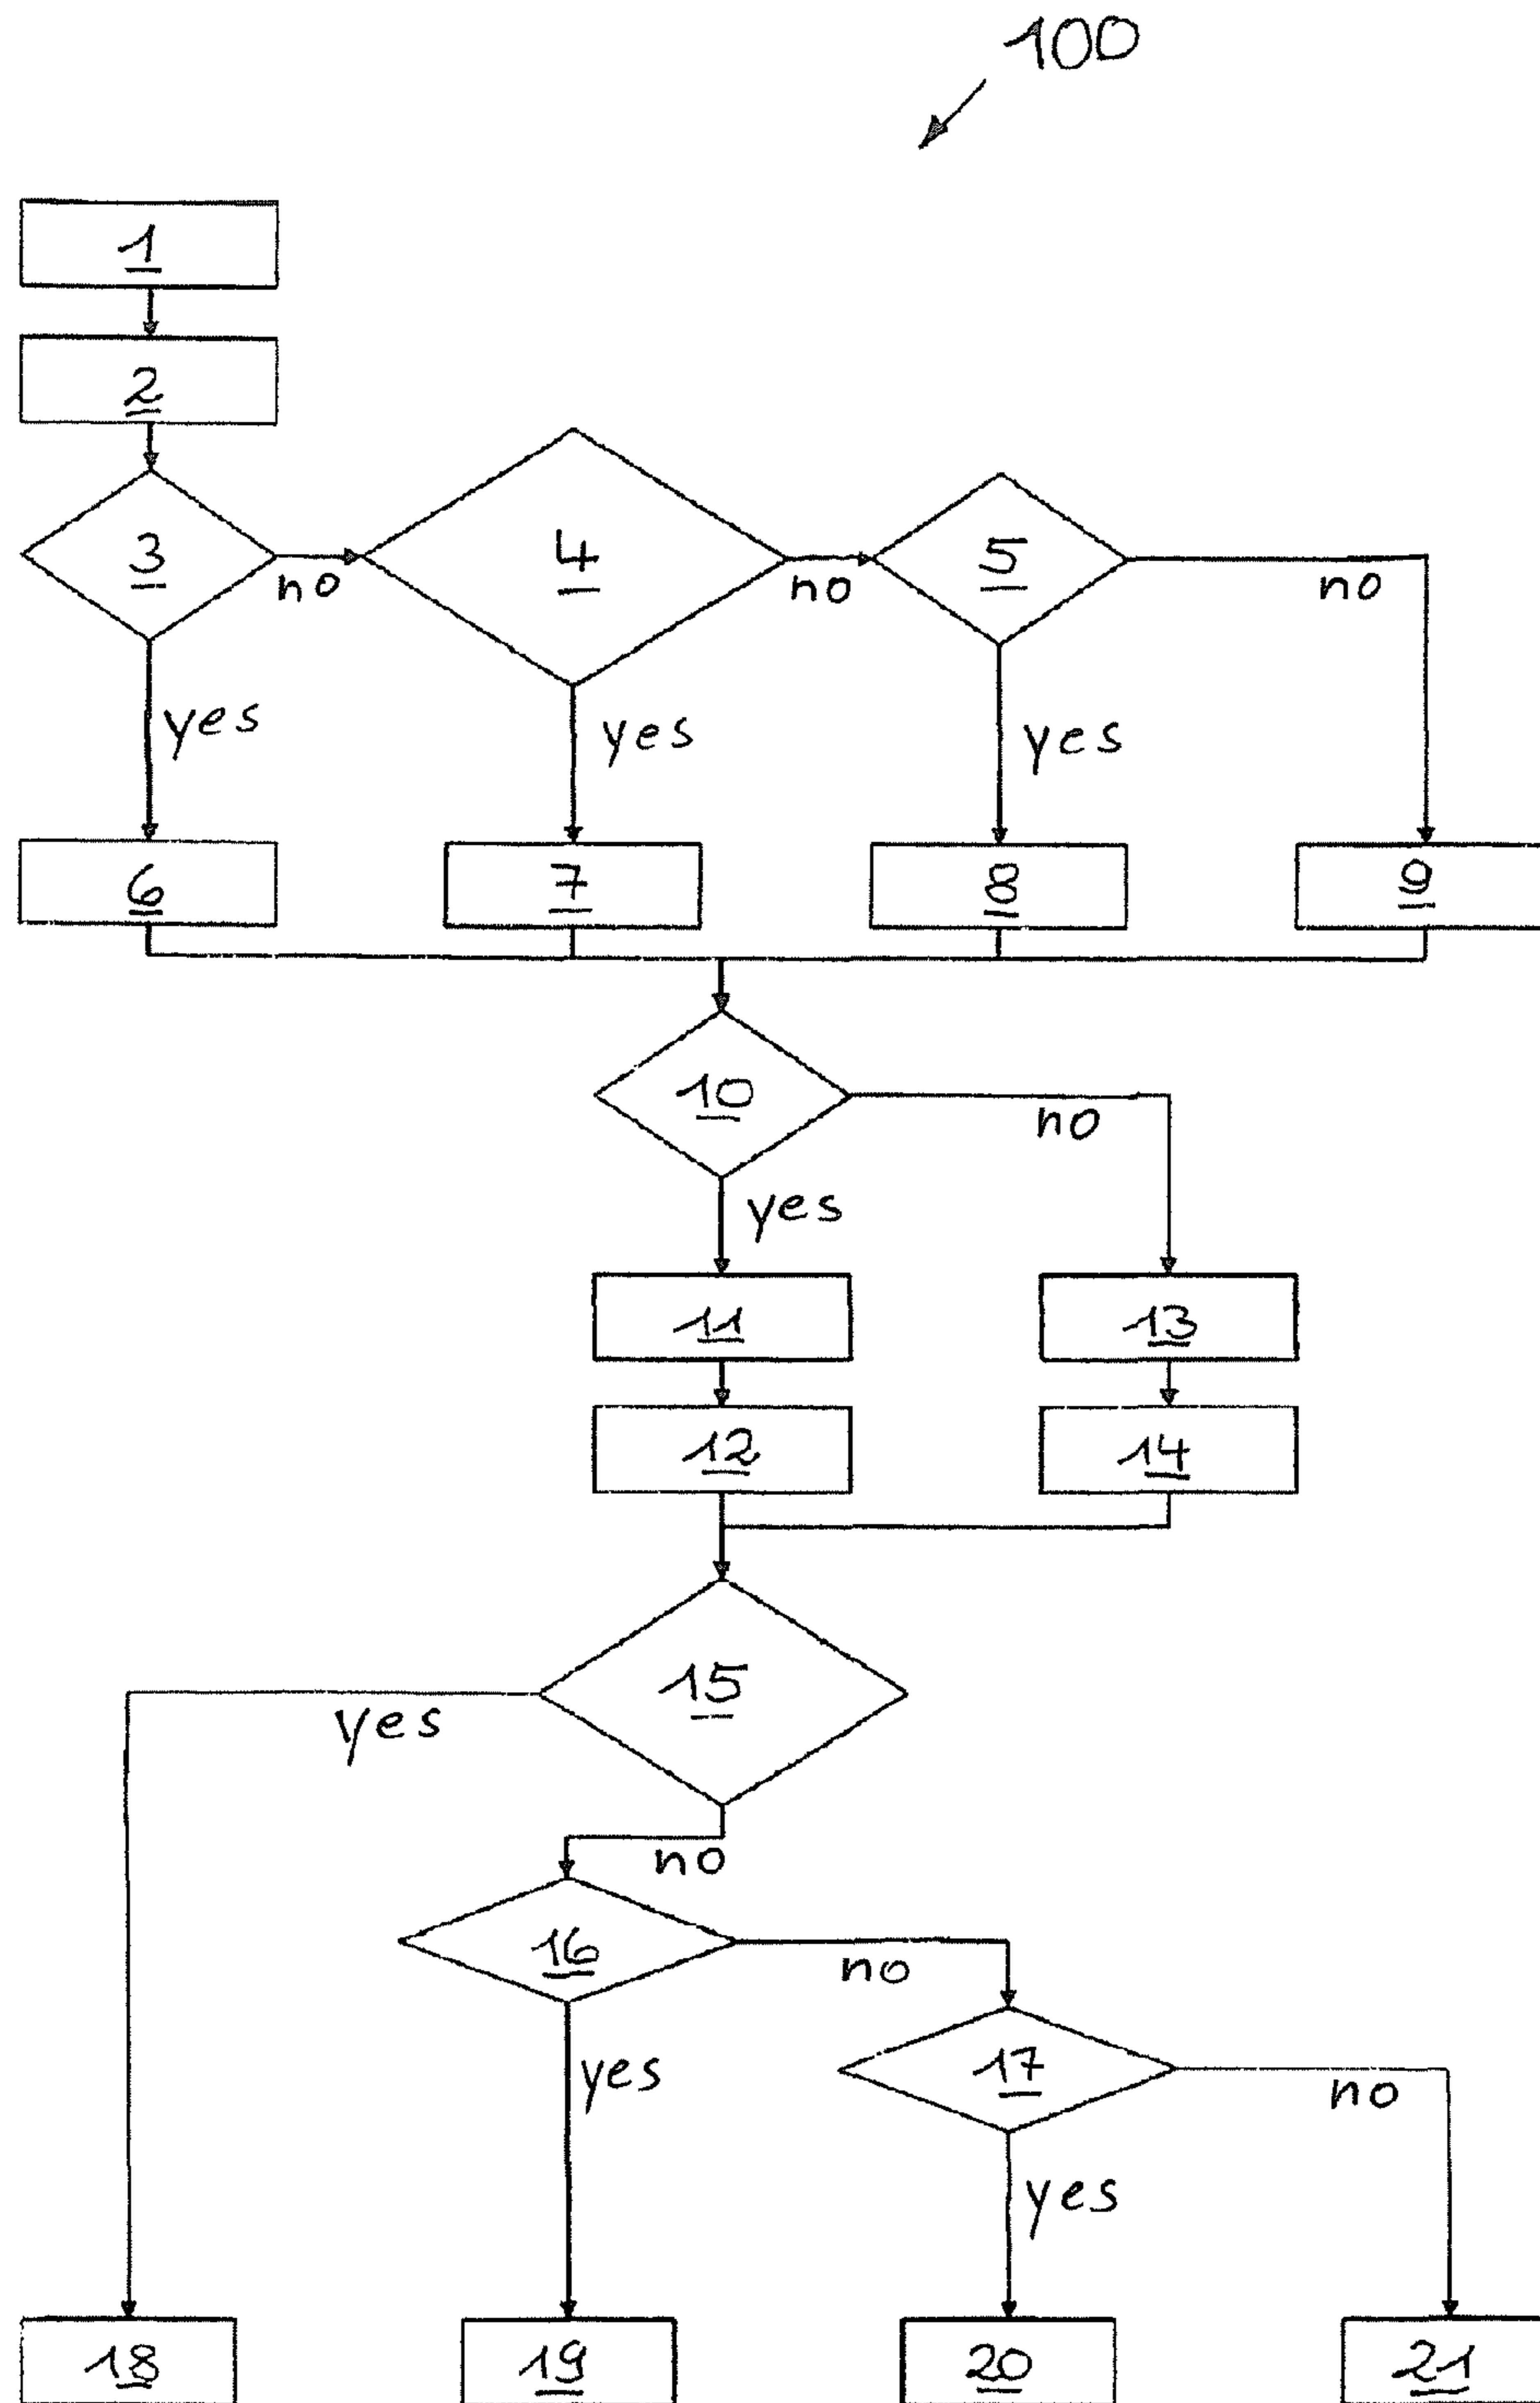 100
1
2
3
no
4
no
5
no
yes
yes
yes
6
7
8
9
10
no
yes
11
13
12
14
15
yes
no
16
no
17
no
yes
yes
18
19
20
21